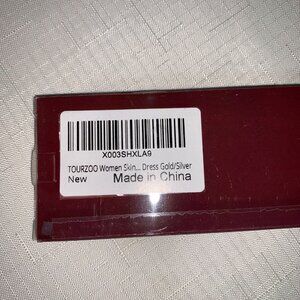 X003SHXLA9
TOURZOO Women Skin... Dress Gold/Silver
New
Made in China